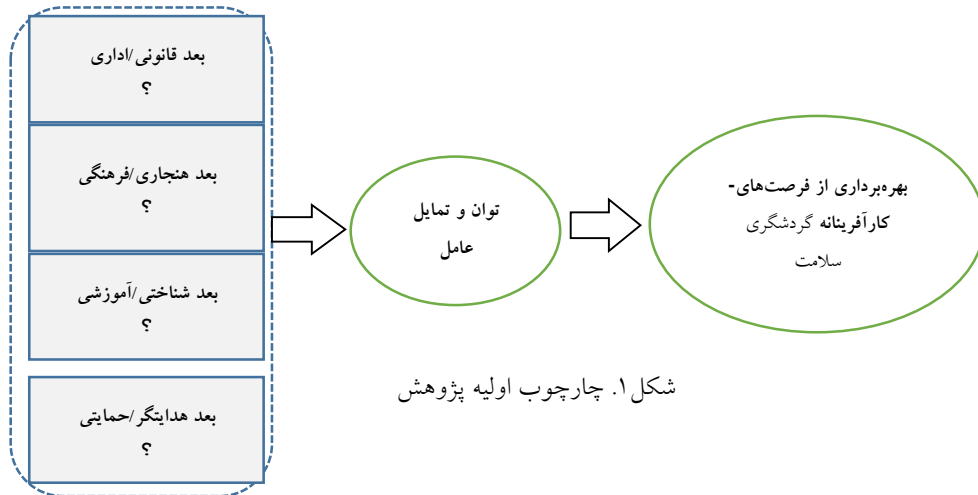 بعد قانونی/اداری
؟
بعد هنجاری/فرهنگی
؟
بعد شناختی/آموزشی
؟
بعد هدایتگر/حمایتی
؟
توان و تمایل
عامل
بهره‌برداری از فرصت‌های-
کارآفرینانه گردشگری
سلامت
شکل۱. چارچوب اولیه پژوهش